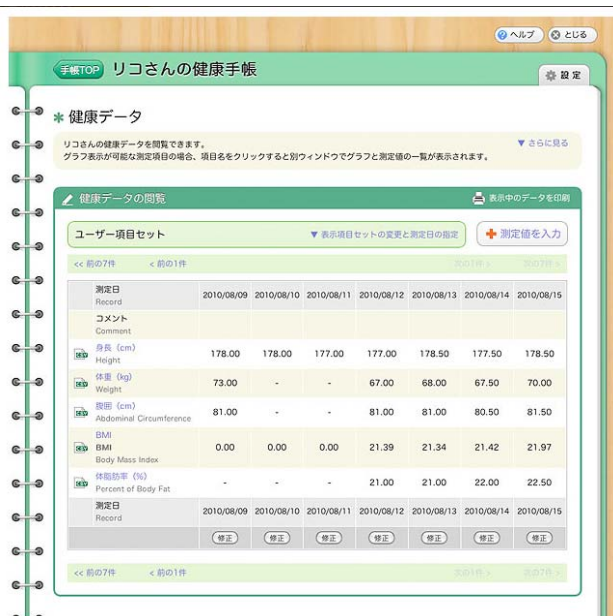 ヘルプ とじる
手帳TOP リコさんの健康手帳
設定
健康データ
リコさんの健康データを閲覧できます。 ▼ さらに見る
グラフ表示が可能な測定項目の場合、項目名をクリックすると別ウィンドウでグラフと測定値の一覧が表示されます。
健康データの閲覧 表示中のデータを印刷
ユーザー項目セット ▼ 表示項目セットの変更と測定日の指定 測定値を入力
<< 前の7件 < 前の1件 次の1件 > 次の7件 >>
測定日
Record 2010/08/09 2010/08/10 2010/08/11 2010/08/12 2010/08/13 2010/08/14 2010/08/15
コメント
Comment
身長 (cm)
Height 178.00 178.00 177.00 177.00 178.50 177.50 178.50
体重 (kg)
Weight 73.00 - - 67.00 68.00 67.50 70.00
腹囲 (cm)
Abdominal Circumference 81.00 - - 81.00 81.00 80.50 81.50
BMI
BMI 0.00 0.00 0.00 21.39 21.34 21.42 21.97
Body Mass Index
体脂肪率 (%)
Percent of Body Fat - - - 21.00 21.00 22.00 22.50
測定日
Record 2010/08/09 2010/08/10 2010/08/11 2010/08/12 2010/08/13 2010/08/14 2010/08/15
修正 修正 修正 修正 修正 修正 修正
<< 前の7件 < 前の1件 次の1件 > 次の7件 >>